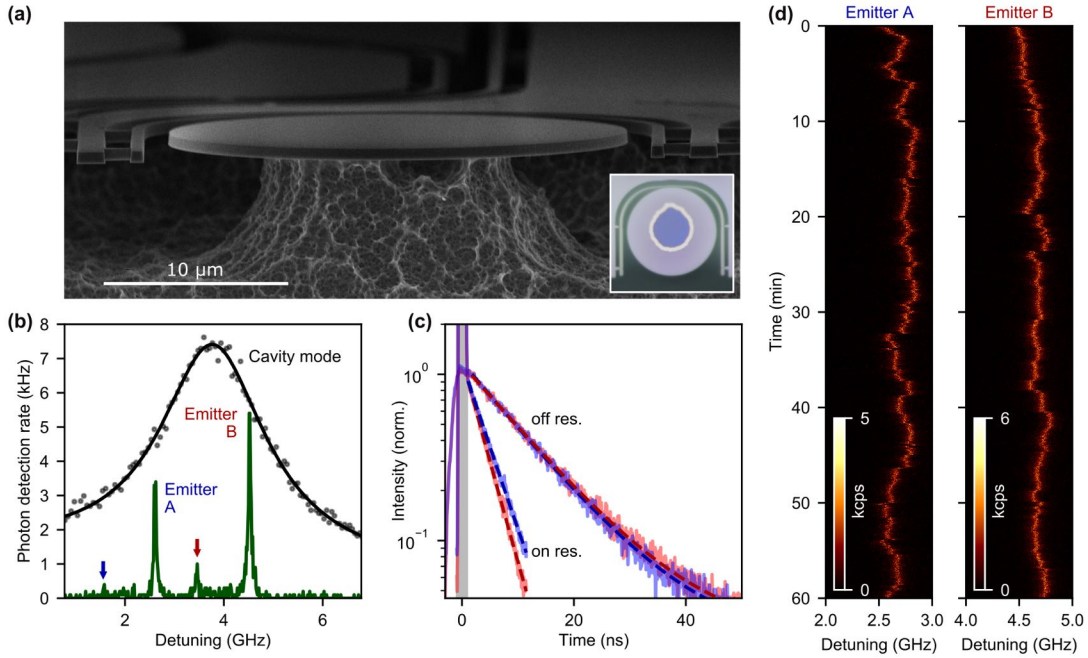 (a)
10 µm
(b)
Photon detection rate (kHz)
8
7
6
5
4
3
2
1
0
Cavity mode
Emitter
B
Emitter
A
2
4
6
Detuning (GHz)
(c)
Intensity (norm.)
10⁰
10⁻¹
off res.
on res.
0
20
40
Time (ns)
(d)
Emitter A
Emitter B
Time (min)
0
10
20
30
40
50
60
5
kcps
0
6
kcps
0
2.0
2.5
3.0
4.0
4.5
5.0
Detuning (GHz)
Detuning (GHz)